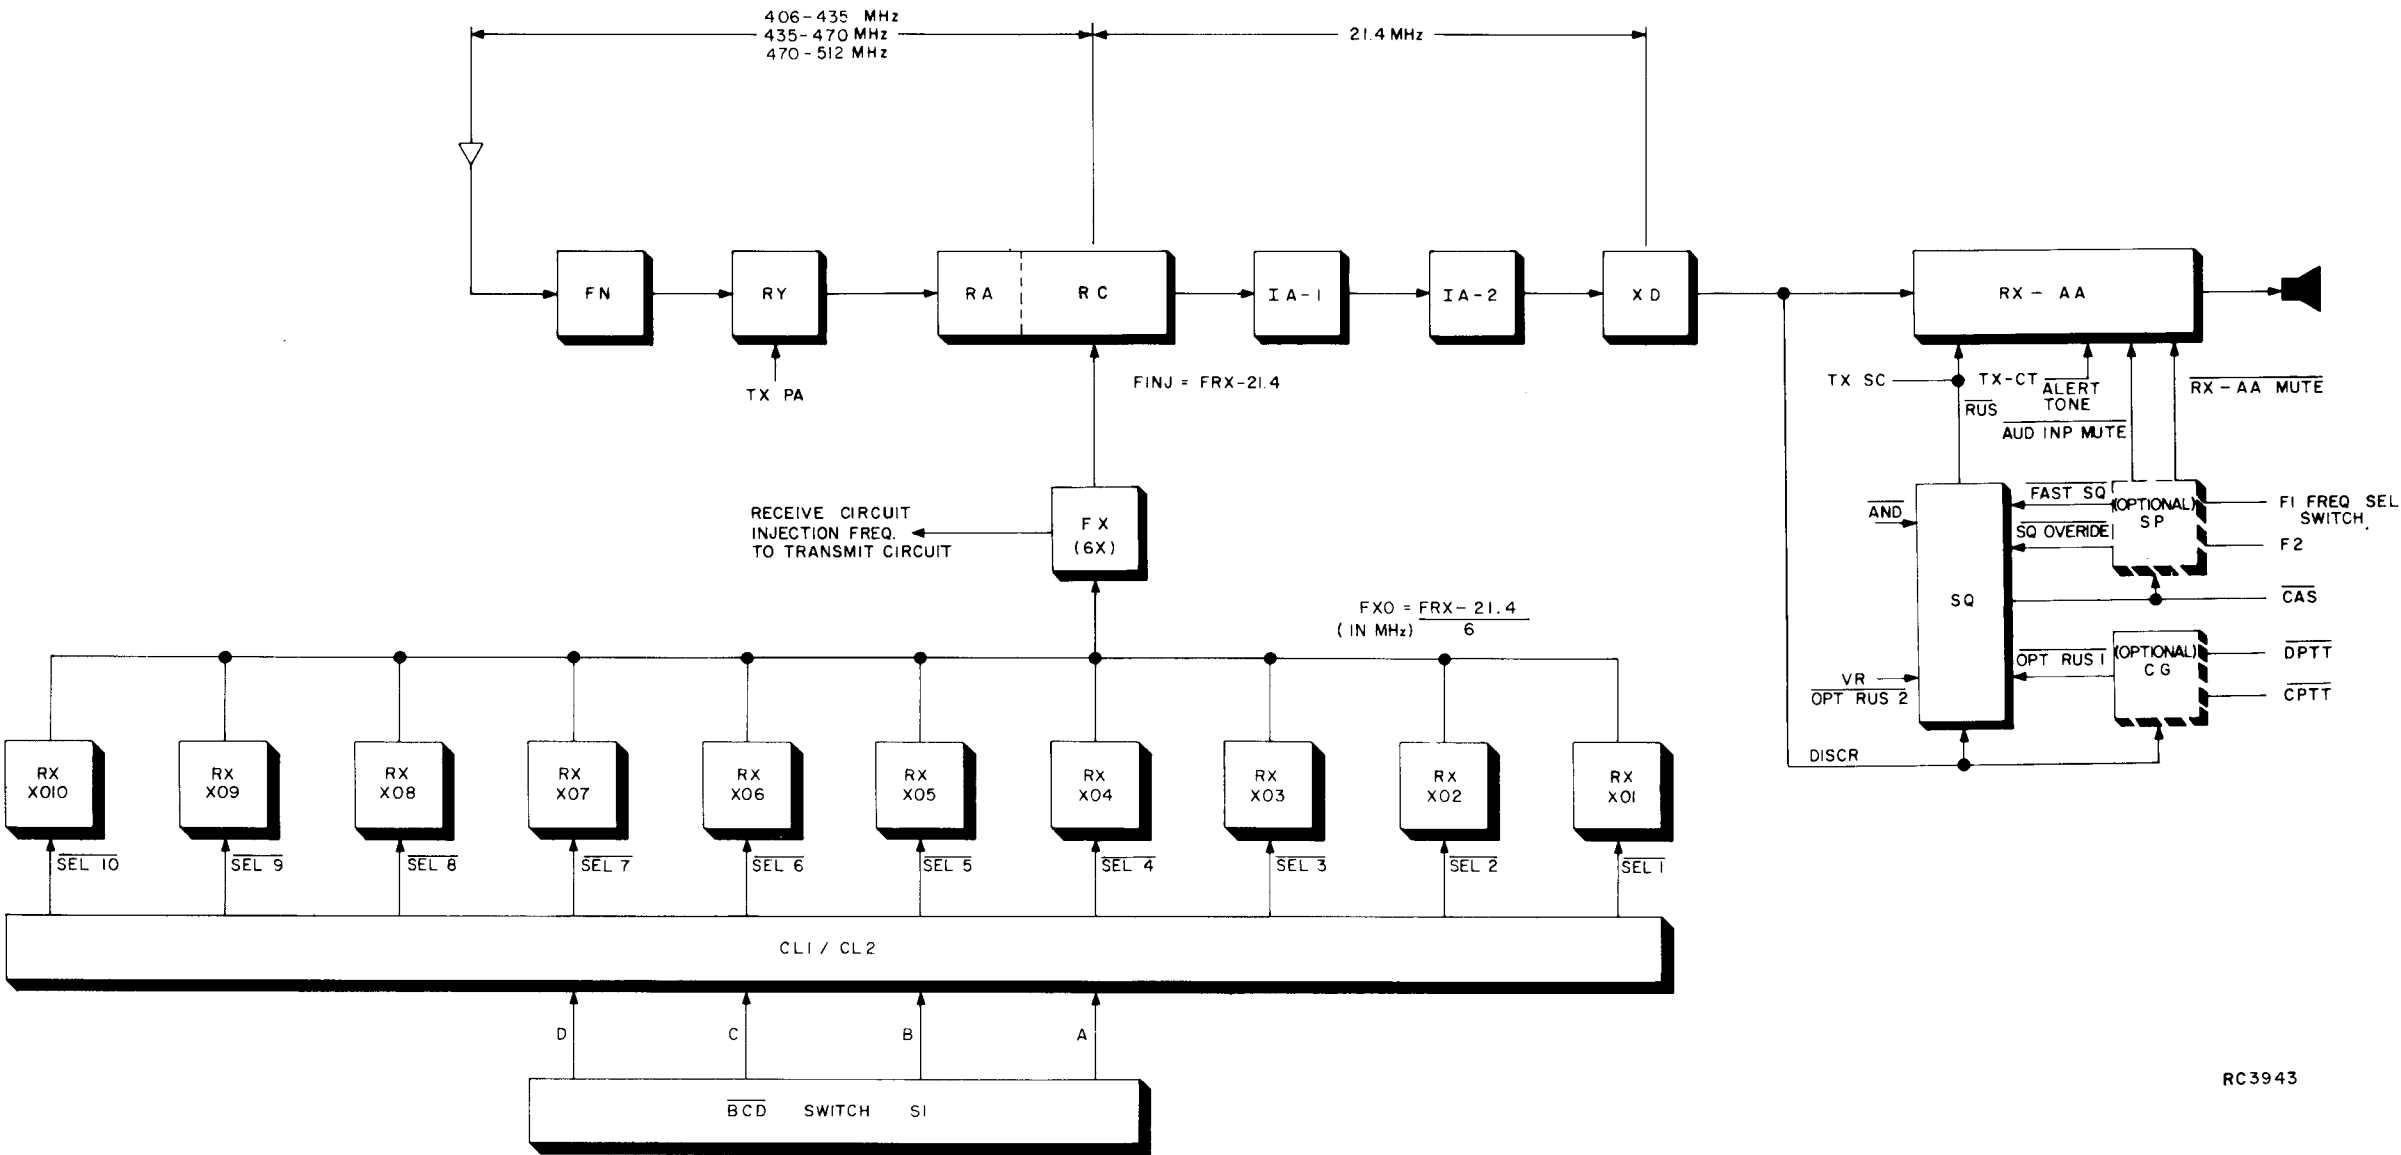 406-435 MHz
435-470 MHz
470-512 MHz
21.4 MHz
FN
RY
RA
RC
IA-1
IA-2
XD
RX - AA
TX PA
FINJ = FRX-21.4
TX SC
TX-CT
ALERT
TONE
RX - AA MUTE
RUS
AUD INP MUTE
RECEIVE CIRCUIT
INJECTION FREQ.
TO TRANSMIT CIRCUIT
FX
(6X)
AND
FAST SQ
SQ OVERIDE
(OPTIONAL)
SP
F1 FREQ SEL
SWITCH.
F2
SQ
CAS
FXO = FRX- 21.4
(IN MHz) 6
OPT RUS 1
(OPTIONAL)
CG
DPTT
CPTT
VR
OPT RUS 2
DISCR
RX
XO10
RX
XO9
RX
XO8
RX
XO7
RX
XO6
RX
XO5
RX
XO4
RX
XO3
RX
XO2
RX
XO1
SEL 10
SEL 9
SEL 8
SEL 7
SEL 6
SEL 5
SEL 4
SEL 3
SEL 2
SEL 1
CL1 / CL2
D
C
B
A
BCD SWITCH S1
RC3943